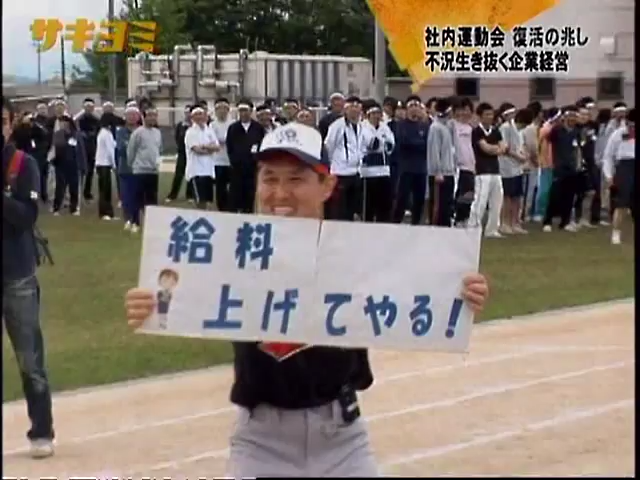 サキヨミ
社内運動会 復活の兆し
不況生き抜く企業経営
給料
上げてやる!